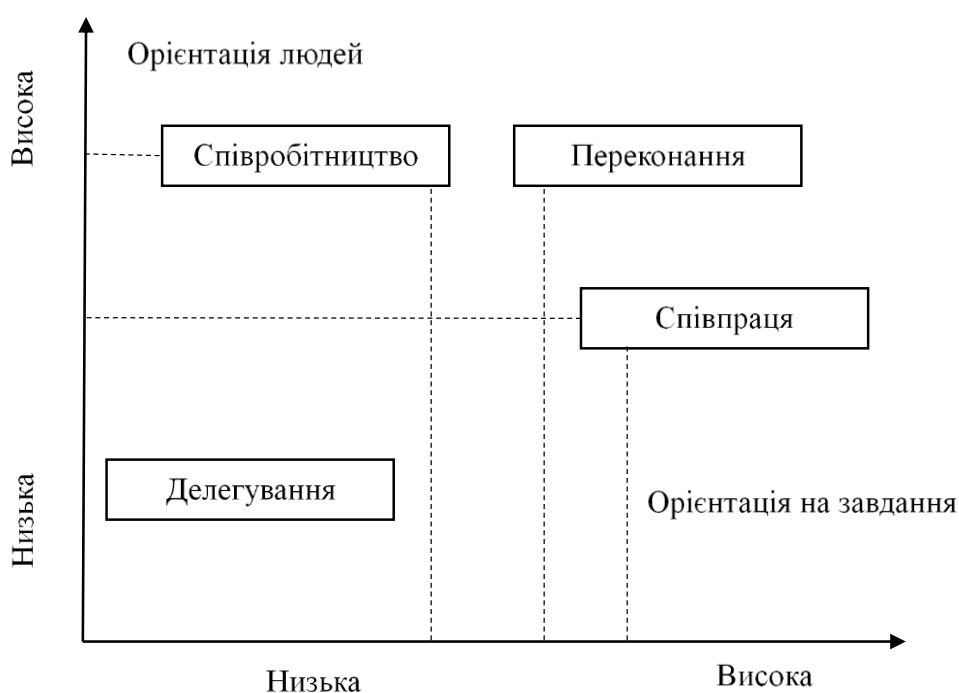 Орієнтація людей
Висока
Співробітництво
Переконання
Співпраця
Низька
Делегування
Орієнтація на завдання
Низька
Висока